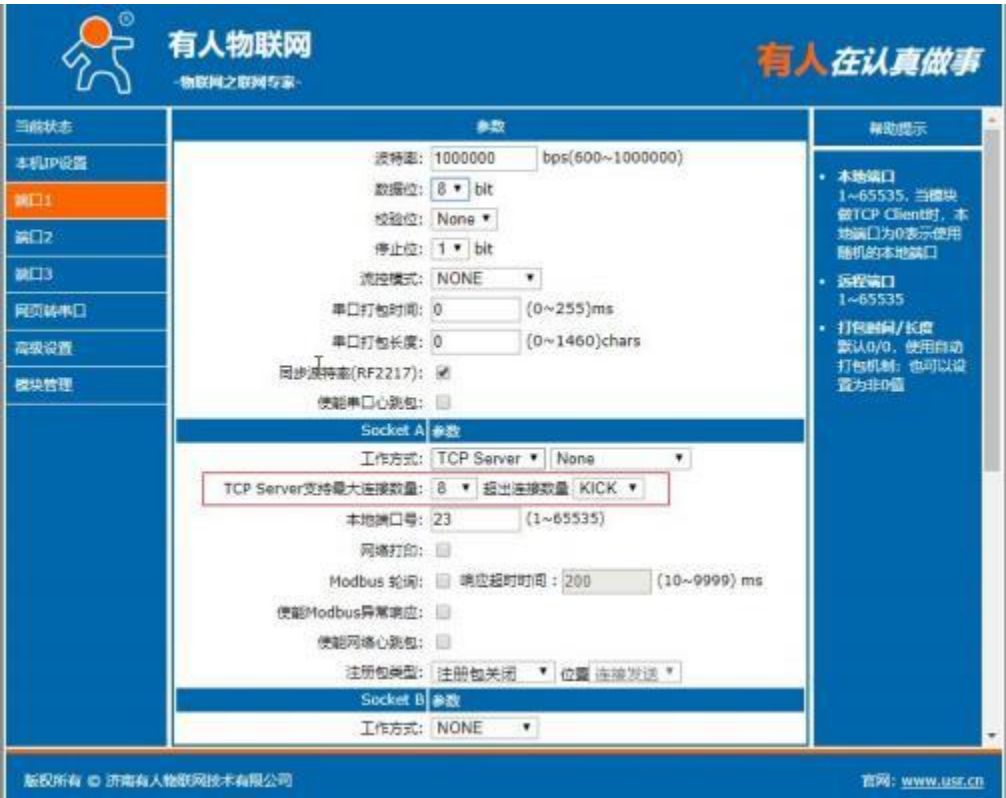 ®
有人物联网
-物联网之联网专家-
有人在认真做事
当前状态
本机IP设置
端口1
端口2
端口3
网页转串口
高级设置
模块管理
参数
波特率: 1000000 bps(600~1000000)
数据位: 8 bit
校验位: None
停止位: 1 bit
流控模式: NONE
串口打包时间: 0 (0~255)ms
串口打包长度: 0 (0~1460)chars
同步波特率(RF2217):
使能串口心跳包:
Socket A 参数
工作方式: TCP Server None
TCP Server支持最大连接数量: 8 超出连接数量 KICK
本地端口号: 23 (1~65535)
网络打印:
Modbus 轮询: 响应超时时间 : 200 (10~9999) ms
使能Modbus异常响应:
使能网络心跳包:
注册包类型: 注册包关闭 位置 连接发送
Socket B 参数
工作方式: NONE
帮助提示
• 本地端口
1~65535, 当模块
做TCP Client时, 本
地端口为0表示使用
随机的本地端口
• 远程端口
1~65535
• 打包时间/长度
默认0/0, 使用自动
打包机制; 也可以设
置为非0值
版权所有 © 济南有人物联网技术有限公司
官网: www.usr.cn